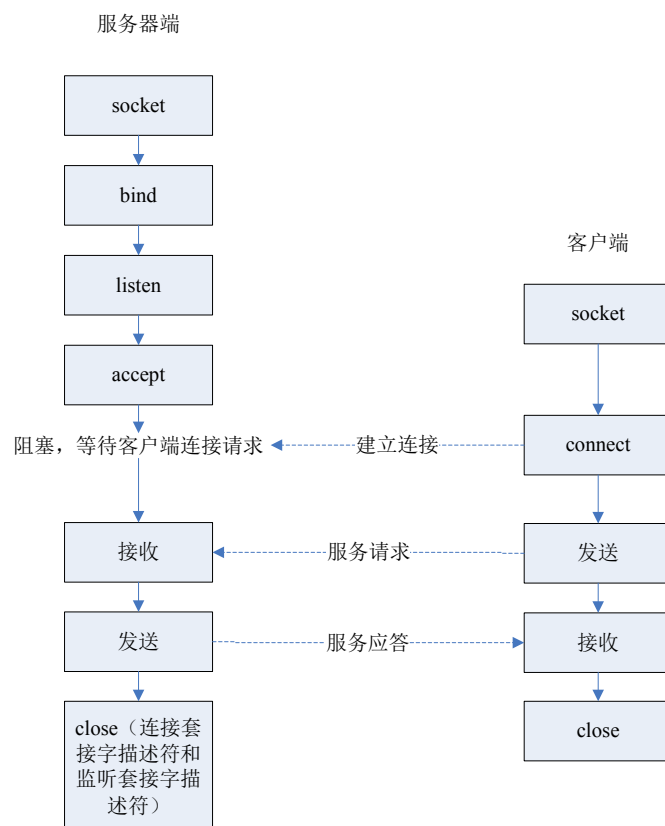 服务器端
socket
bind
listen
accept
阻塞，等待客户端连接请求
接收
发送
close（连接套
接字描述符和
监听套接字描
述符）
建立连接
服务请求
服务应答
客户端
socket
connect
发送
接收
close